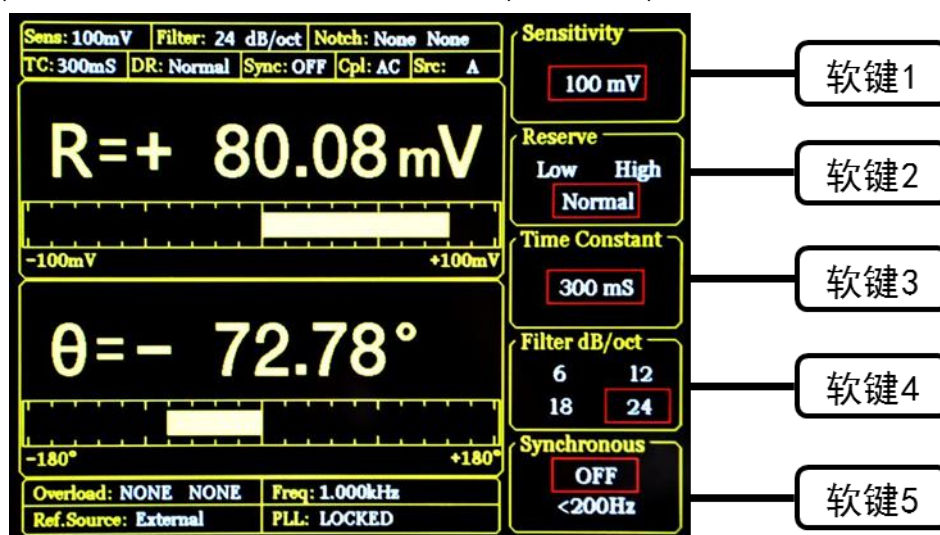 Sens: 100mV Filter: 24 dB/oct Notch: None None
TC: 300mS DR: Normal Sync: OFF Cpl: AC Src: A
R=+ 80.08 mV
-100mV +100mV
θ=- 72.78°
-180° +180°
Overload: NONE NONE Freq: 1.000kHz
Ref.Source: External PLL: LOCKED
Sensitivity
100 mV
Reserve
Low High
Normal
Time Constant
300 mS
Filter dB/oct
6 12
18 24
Synchronous
OFF
<200Hz
软键1
软键2
软键3
软键4
软键5